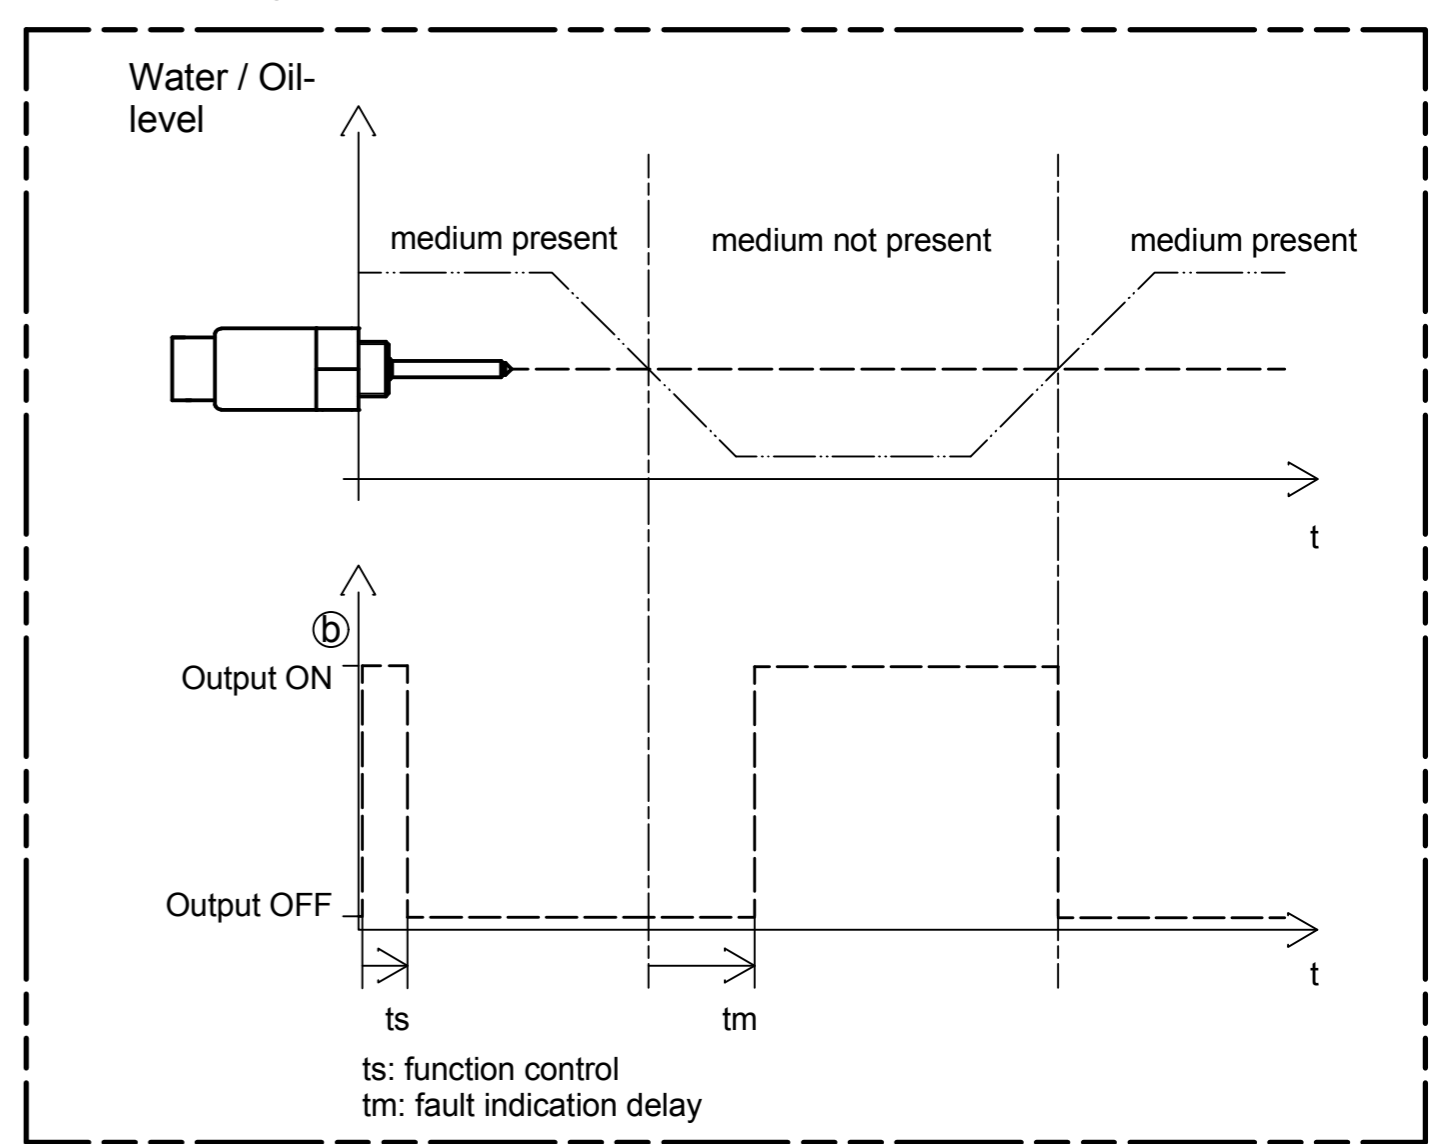 Water / Oil-
level
medium present
medium not present
medium present
t
b
Output ON
Output OFF
t
ts
tm
ts: function control
tm: fault indication delay